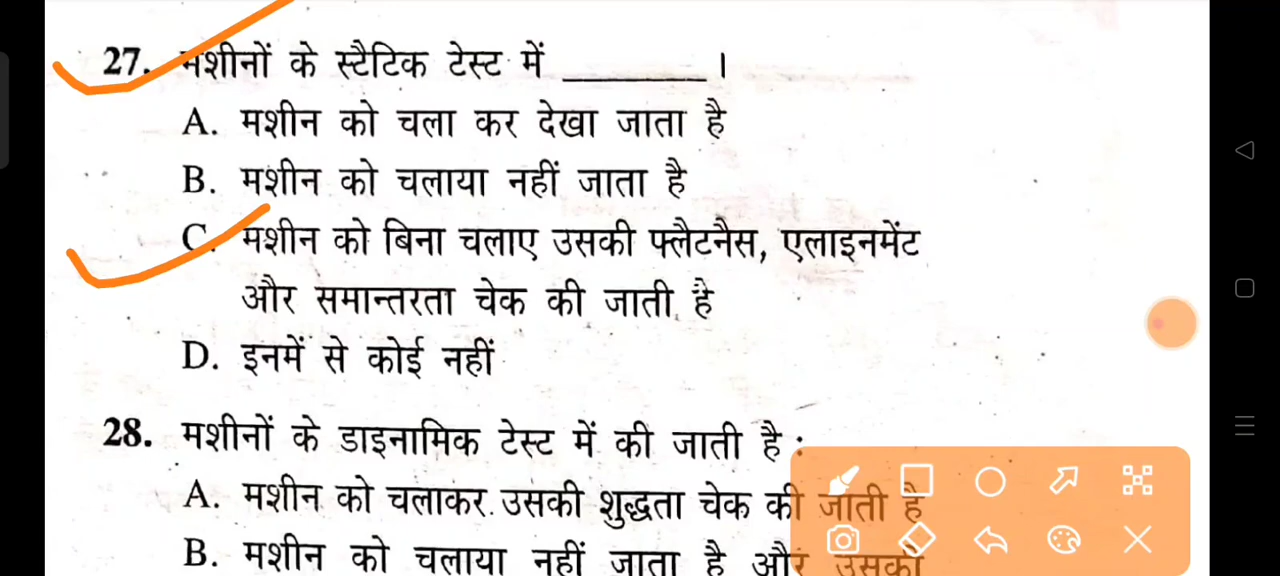 27. मशीनों के स्टैटिक टेस्ट में ________ ।
A. मशीन को चला कर देखा जाता है
B. मशीन को चलाया नहीं जाता है
C. मशीन को बिना चलाए उसकी फ्लैटनैस, एलाइनमेंट
और समान्तरता चेक की जाती है
D. इनमें से कोई नहीं
28. मशीनों के डाइनामिक टेस्ट में की जाती है :
A. मशीन को चलाकर उसकी शुद्धता चेक की जाती है
B. मशीन को चलाया नहीं जाता है और उसकी